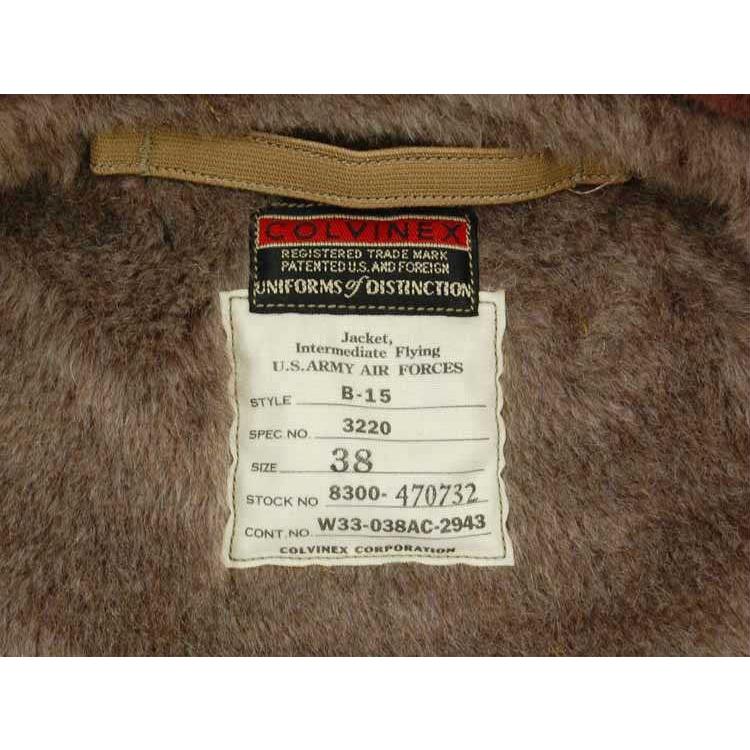 COLVINEX
REGISTERED TRADE MARK
PATENTED U.S. AND FOREIGN
UNIFORMS of DISTINCTION
Jacket,
Intermediate Flying
U.S. ARMY AIR FORCES
STYLE B-15
SPEC NO. 3220
SIZE 38
STOCK NO 8300-470732
CONT. NO. W33-038AC-2943
COLVINEX CORPORATION